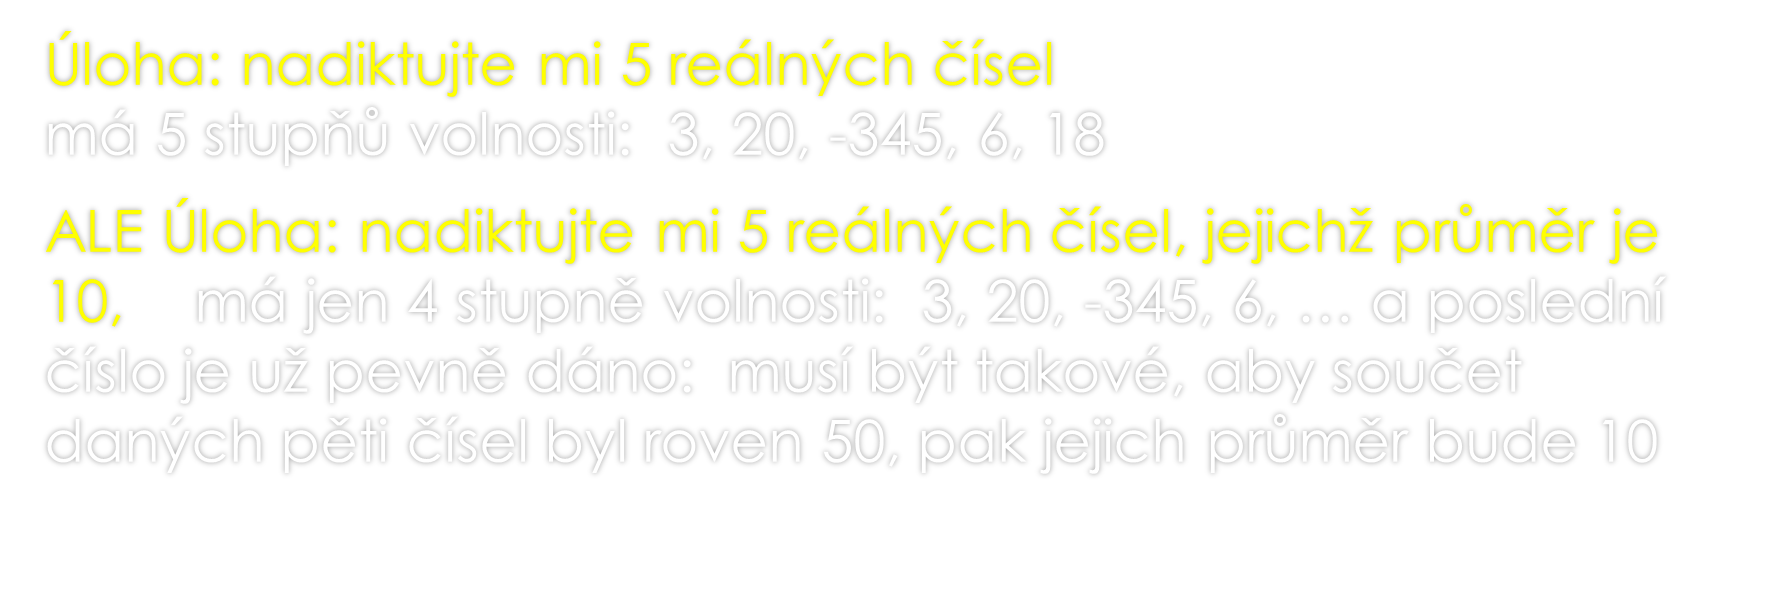 Úloha: nadiktujte mi 5 reálných čísel
má 5 stupňů volnosti: 3, 20, -345, 6, 18
ALE Úloha: nadiktujte mi 5 reálných čísel, jejichž průměr je
10, má jen 4 stupně volnosti: 3, 20, -345, 6, … a poslední
číslo je už pevně dáno: musí být takové, aby součet
daných pěti čísel byl roven 50, pak jejich průměr bude 10